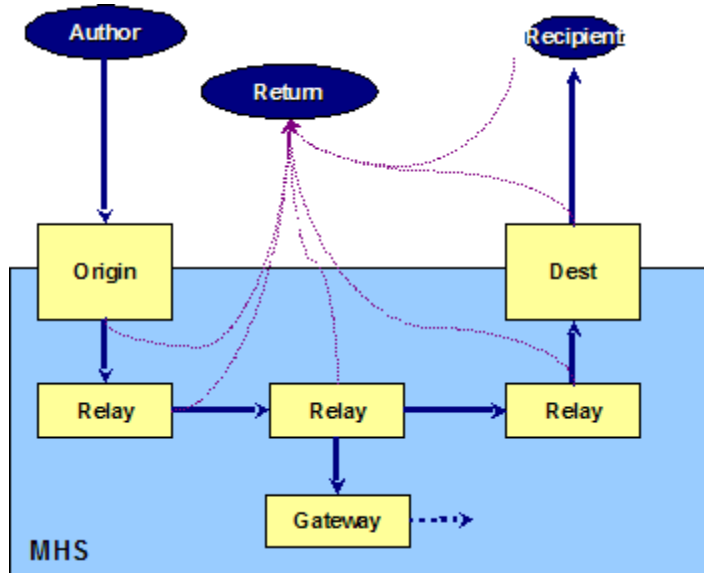 Author
Recipient
Return
Origin
Dest
Relay
Relay
Relay
Gateway
MHS